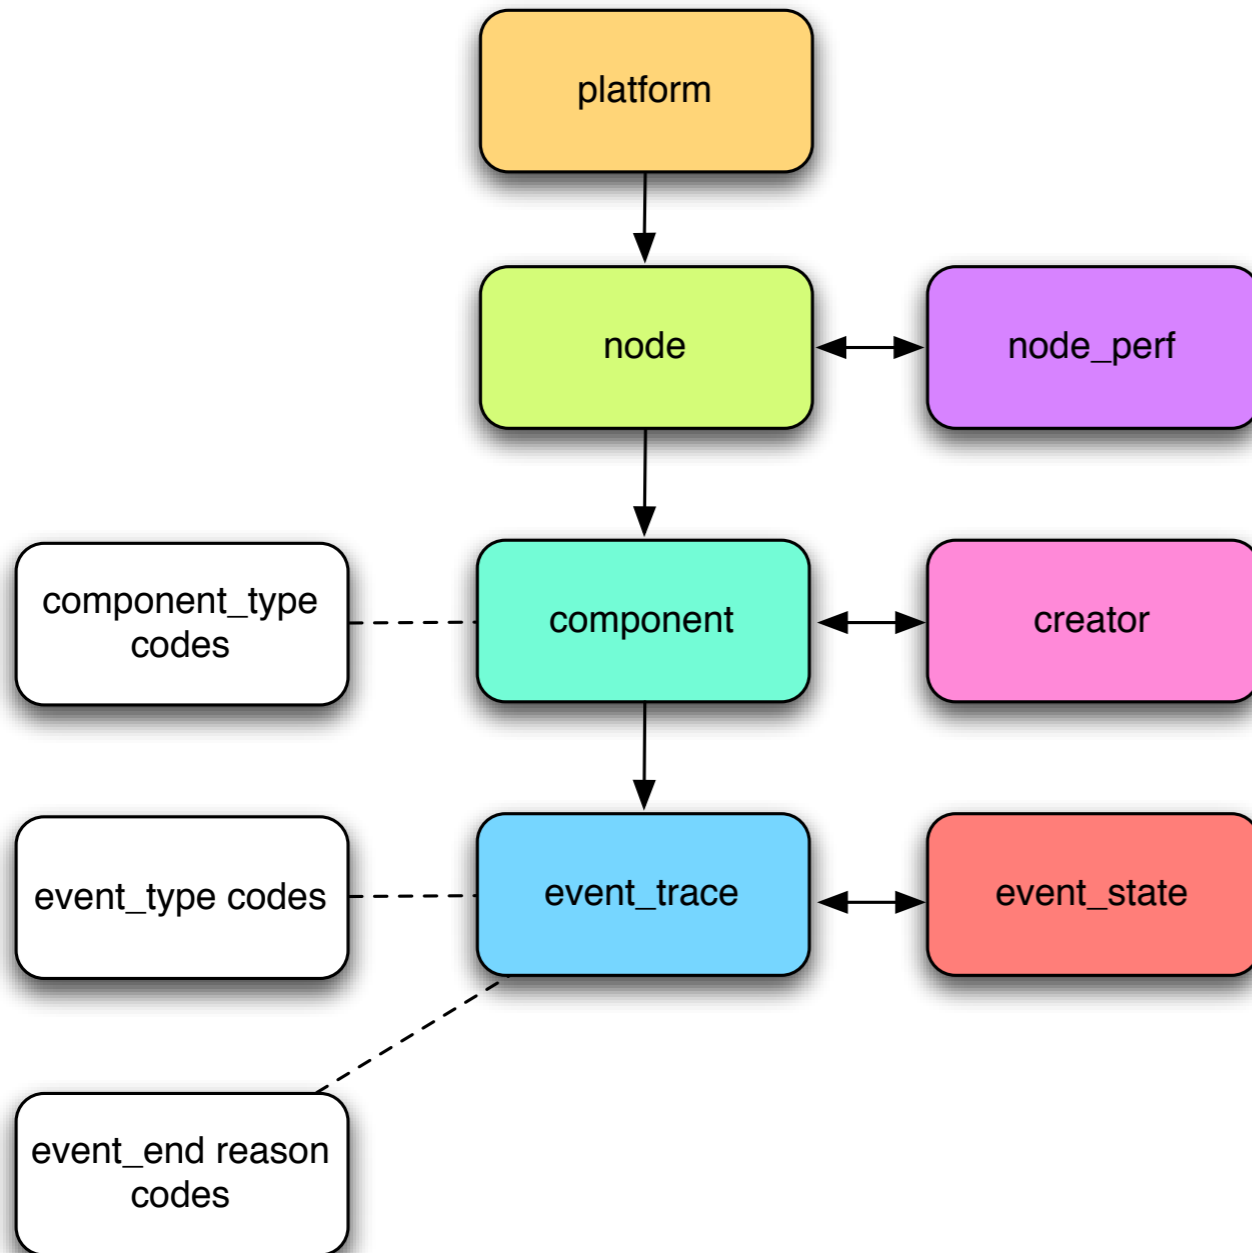 platform
node
node_perf
component_type
codes
component
creator
event_type codes
event_trace
event_state
event_end reason
codes